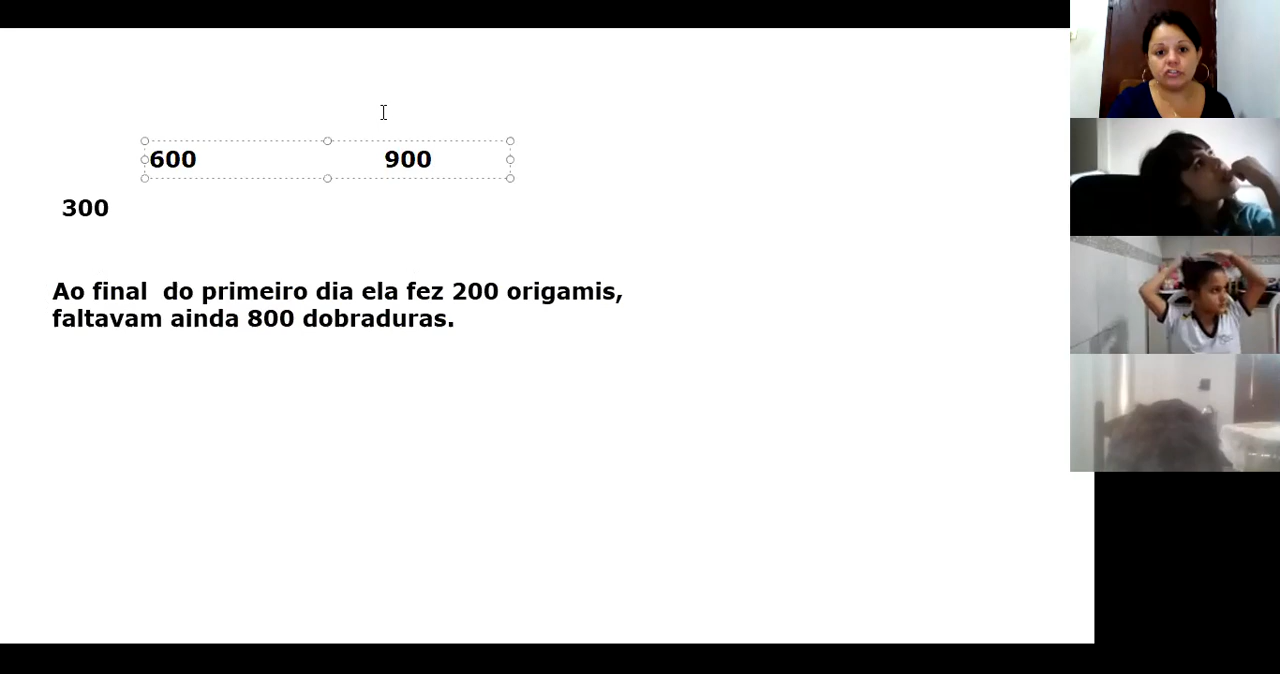 600 900
300
Ao final do primeiro dia ela fez 200 origamis,
faltavam ainda 800 dobraduras.